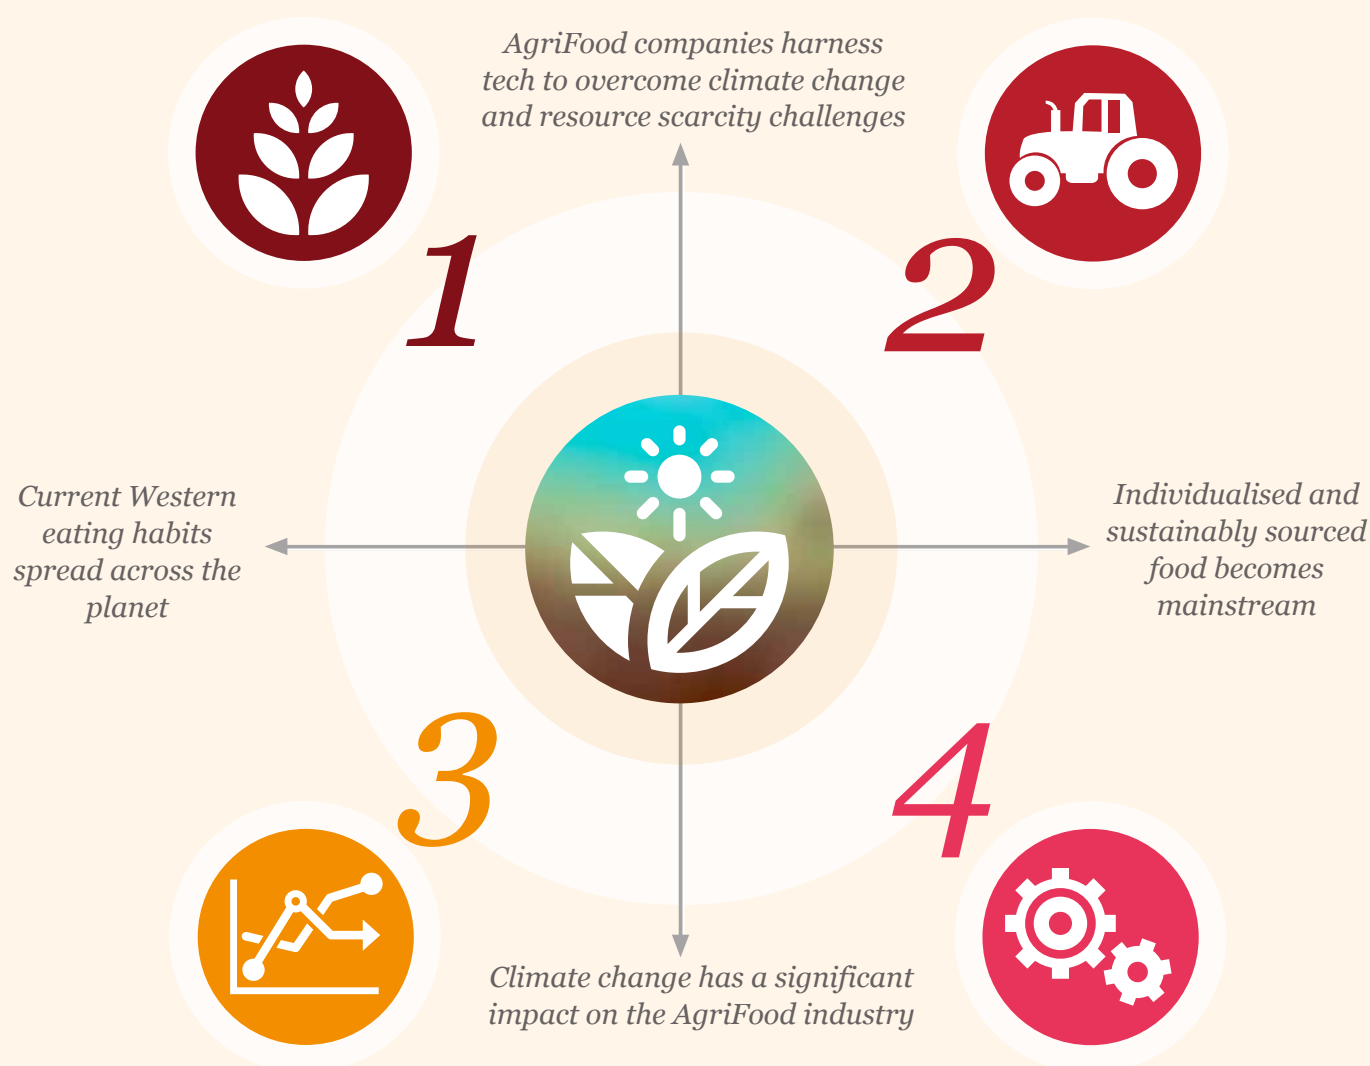 AgriFood companies harness
tech to overcome climate change
and resource scarcity challenges
1
2
Current Western
eating habits
spread across the
planet
Individualised and
sustainably sourced
food becomes
mainstream
3
4
Climate change has a significant
impact on the AgriFood industry